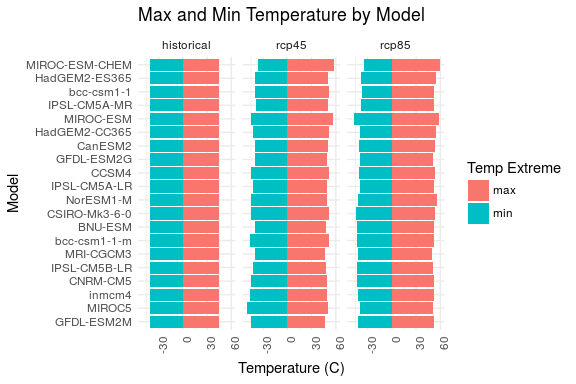 Max and Min Temperature by Model
historical rcp45 rcp85
MIROC-ESM-CHEM
HadGEM2-ES365
bcc-csm1-1
IPSL-CM5A-MR
MIROC-ESM
HadGEM2-CC365
CanESM2
GFDL-ESM2G
CCSM4
IPSL-CM5A-LR
NorESM1-M
CSIRO-Mk3-6-0
BNU-ESM
bcc-csm1-1-m
MRI-CGCM3
IPSL-CM5B-LR
CNRM-CM5
inmcm4
MIROC5
GFDL-ESM2M
Model
-30 0 30 60 -30 0 30 60 -30 0 30 60
Temperature (C)
Temp Extreme
max
min